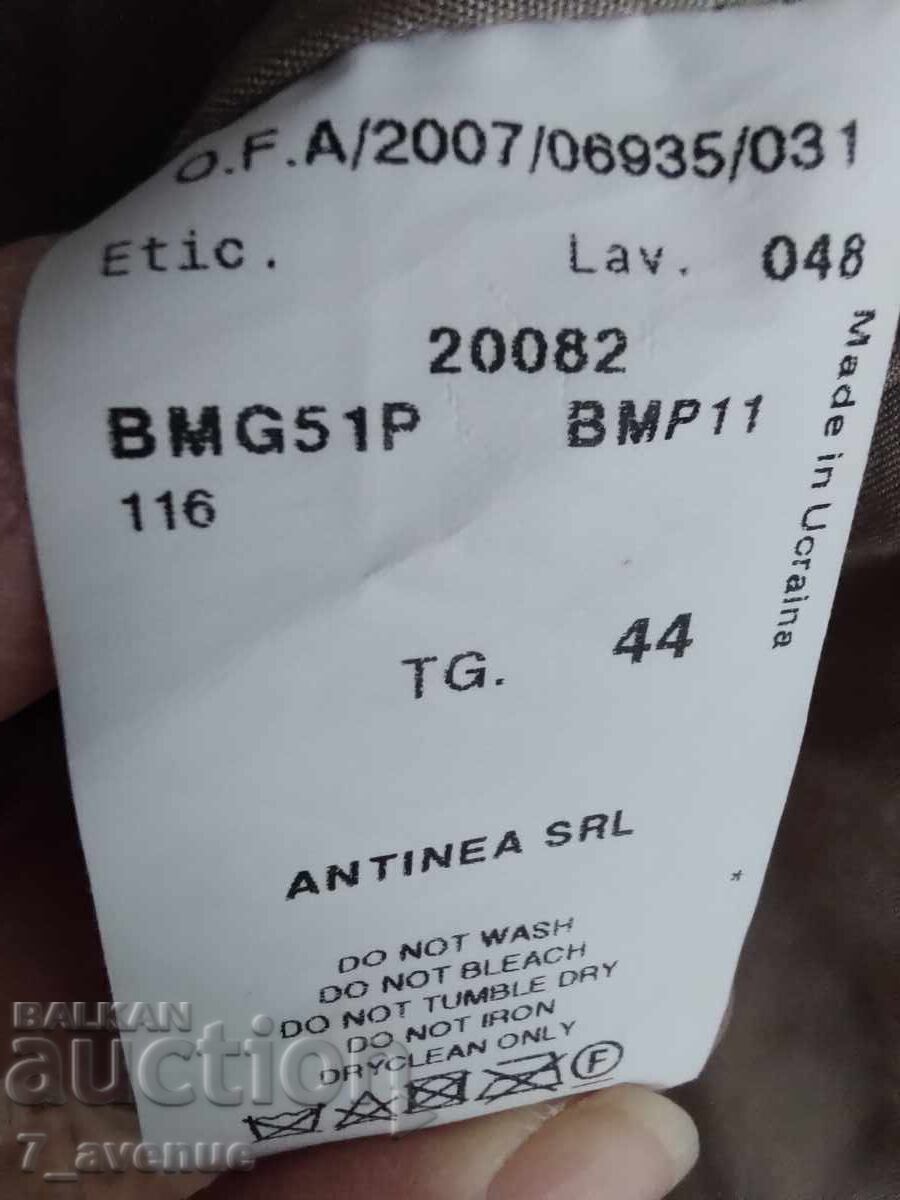 O.F.A/2007/06935/031
Etic. Lav. 048
20082
BMG51P BMP11
116
Made in Ucraina
TG. 44
ANTINEA SRL
*
DO NOT WASH
DO NOT BLEACH
DO NOT TUMBLE DRY
DO NOT IRON
DRYCLEAN ONLY
F
BALKAN
auction
7_avenue